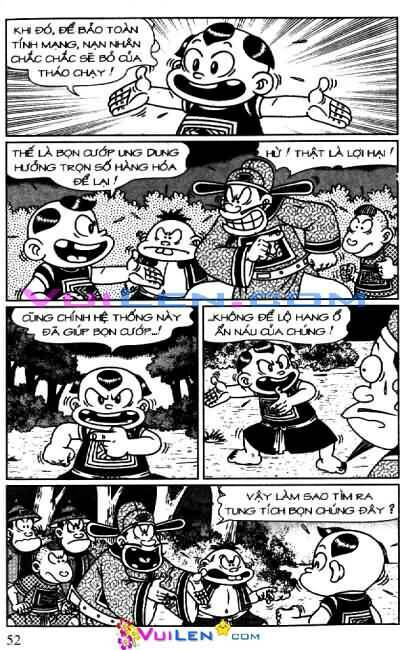 KHI ĐÓ, ĐỂ BẢO TOÀN
TÍNH MẠNG, NẠN NHÂN
CHẮC CHẮC SẼ BỎ CỦA
THÁO CHẠY !
THẾ LÀ BỌN CƯỚP UNG DUNG
HƯỞNG TRỌN SỐ HÀNG HÓA
ĐỂ LẠI !
HỪ ! THẬT LÀ LỢI HẠI !
VUILEN.COM
CŨNG CHÍNH HỆ THỐNG NÀY
ĐÃ GIÚP BỌN CƯỚP...!
...KHÔNG ĐỂ LỘ HANG Ổ
ẨN NÁU CỦA CHÚNG !
VẬY LÀM SAO TÌM RA
TUNG TÍCH BỌN CHÚNG ĐÂY ?
52
VUILEN.COM